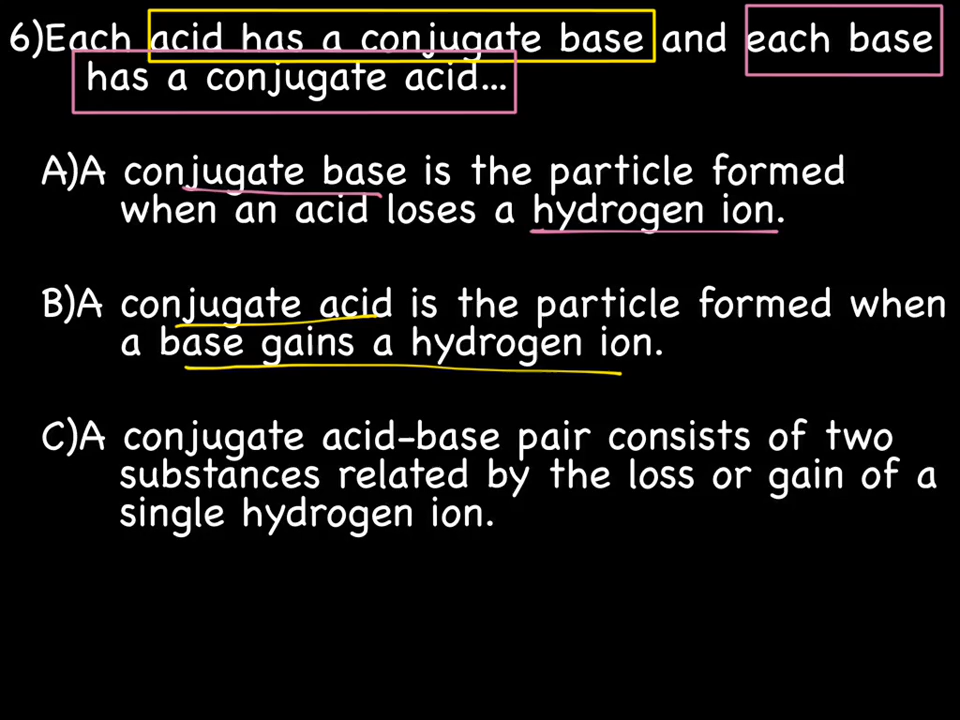 6)Each acid has a conjugate base and each base
has a conjugate acid...
A)A conjugate base is the particle formed
when an acid loses a hydrogen ion.
B)A conjugate acid is the particle formed when
a base gains a hydrogen ion.
C)A conjugate acid-base pair consists of two
substances related by the loss or gain of a
single hydrogen ion.